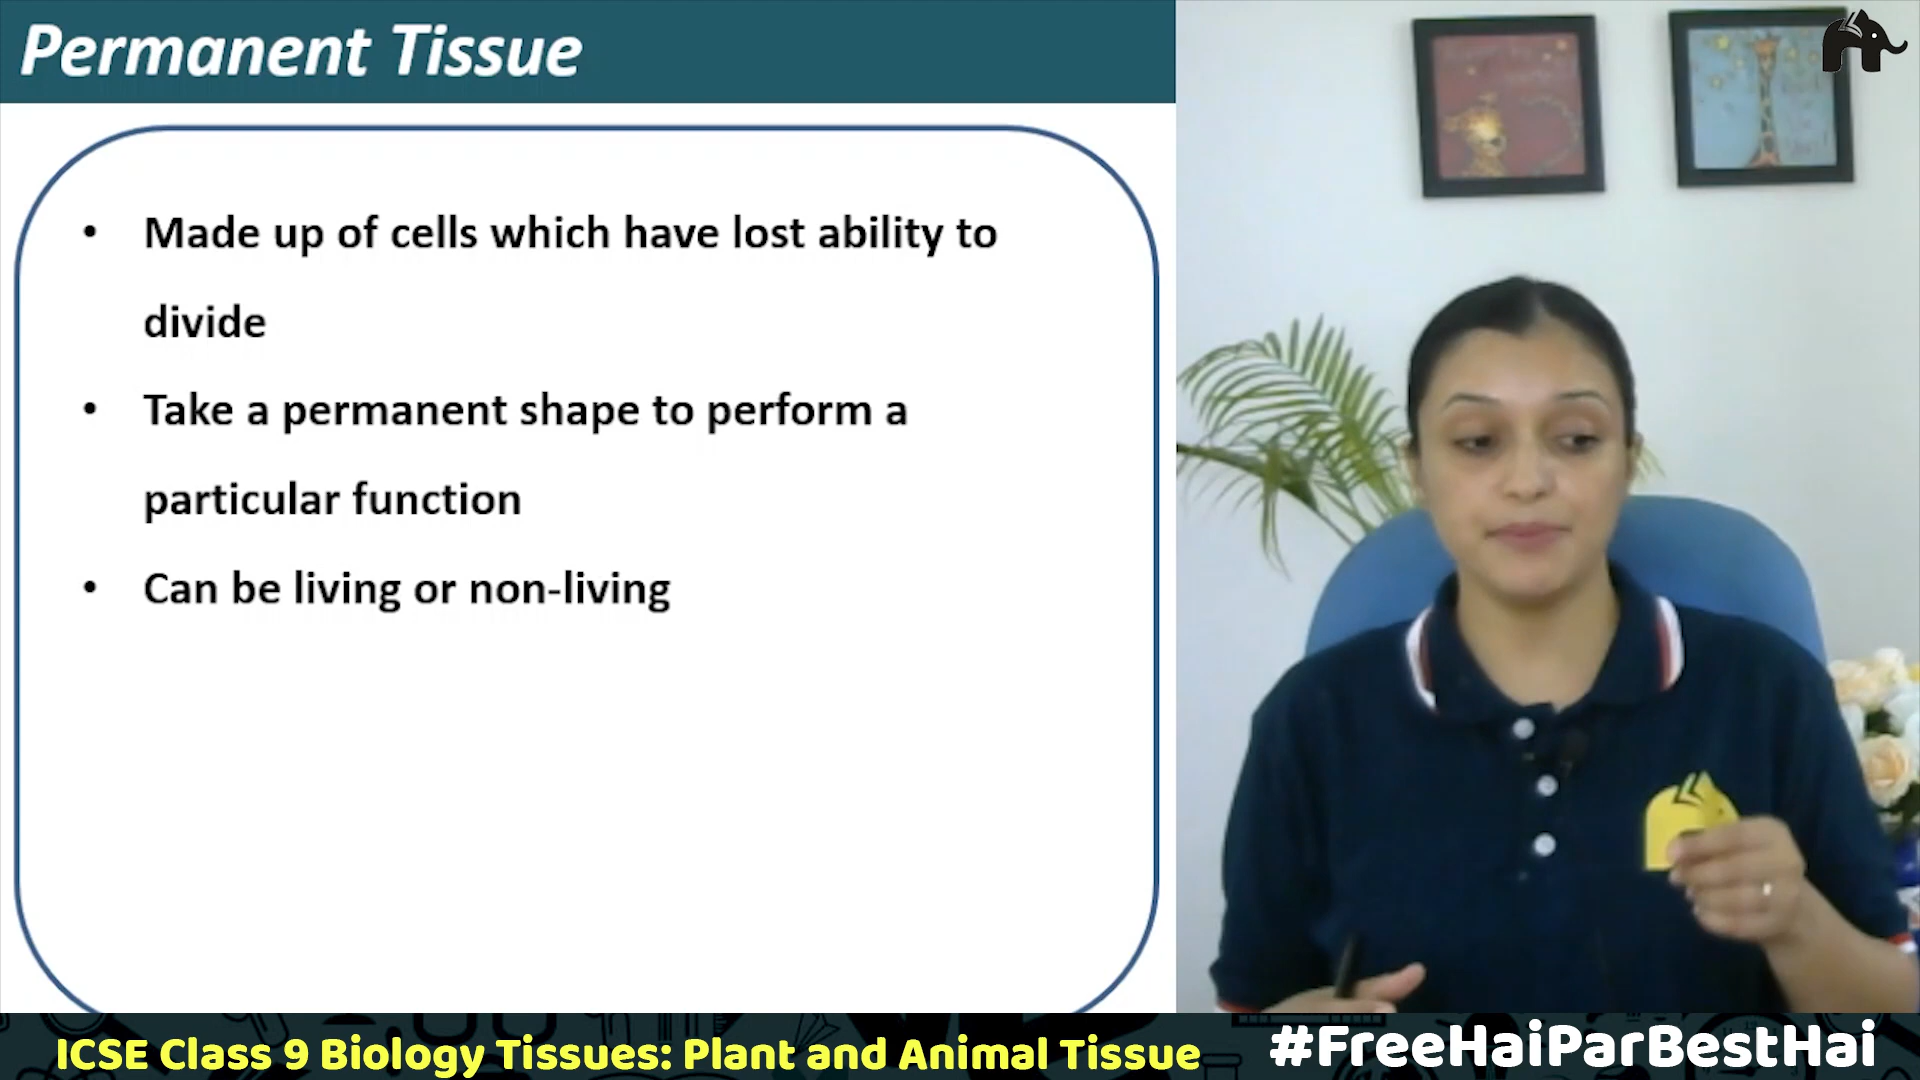 Permanent Tissue
• Made up of cells which have lost ability to
divide
• Take a permanent shape to perform a
particular function
• Can be living or non-living
ICSE Class 9 Biology Tissues: Plant and Animal Tissue
#FreeHaiParBestHai